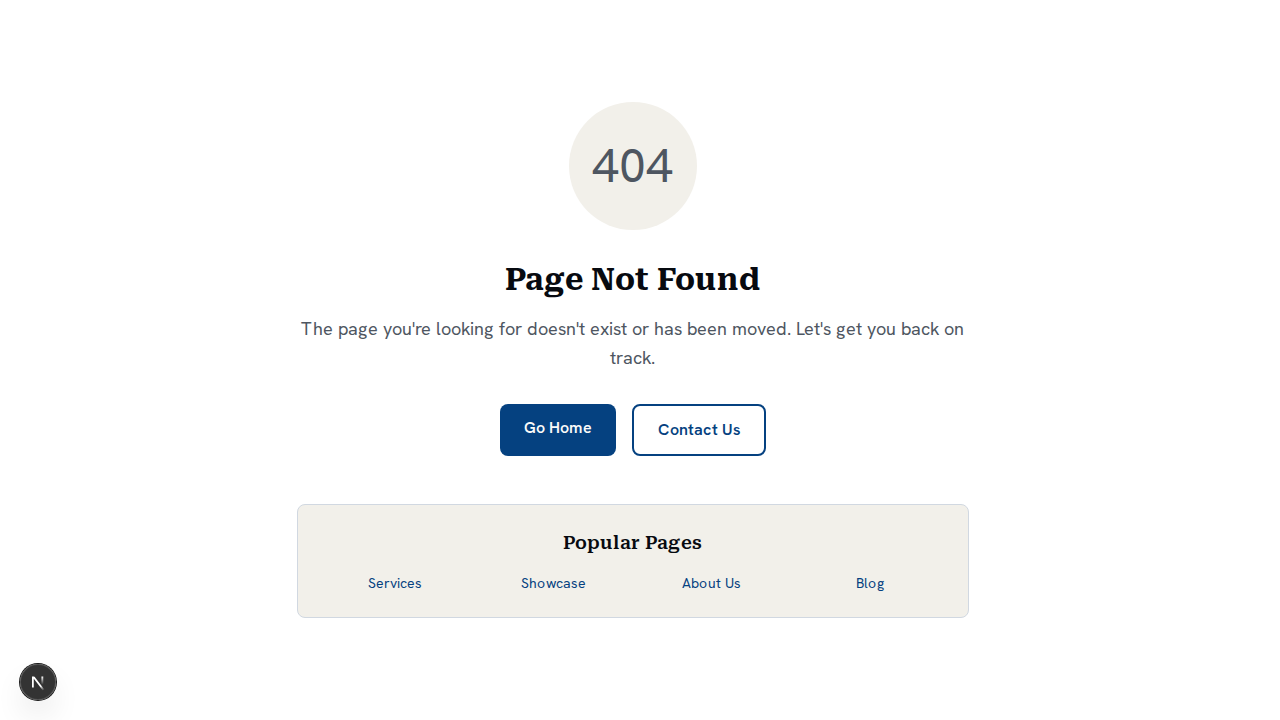 404
Page Not Found
The page you're looking for doesn't exist or has been moved. Let's get you back on
track.
Go Home
Contact Us
Popular Pages
Services
Showcase
About Us
Blog
N